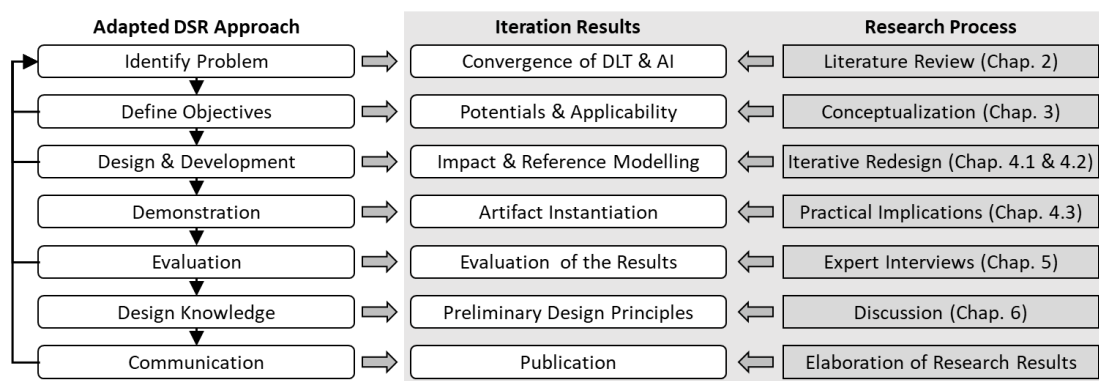 Adapted DSR Approach
Iteration Results
Research Process
Identify Problem
Convergence of DLT & AI
Literature Review (Chap. 2)
Define Objectives
Potentials & Applicability
Conceptualization (Chap. 3)
Design & Development
Impact & Reference Modelling
Iterative Redesign (Chap. 4.1 & 4.2)
Demonstration
Artifact Instantiation
Practical Implications (Chap. 4.3)
Evaluation
Evaluation of the Results
Expert Interviews (Chap. 5)
Design Knowledge
Preliminary Design Principles
Discussion (Chap. 6)
Communication
Publication
Elaboration of Research Results